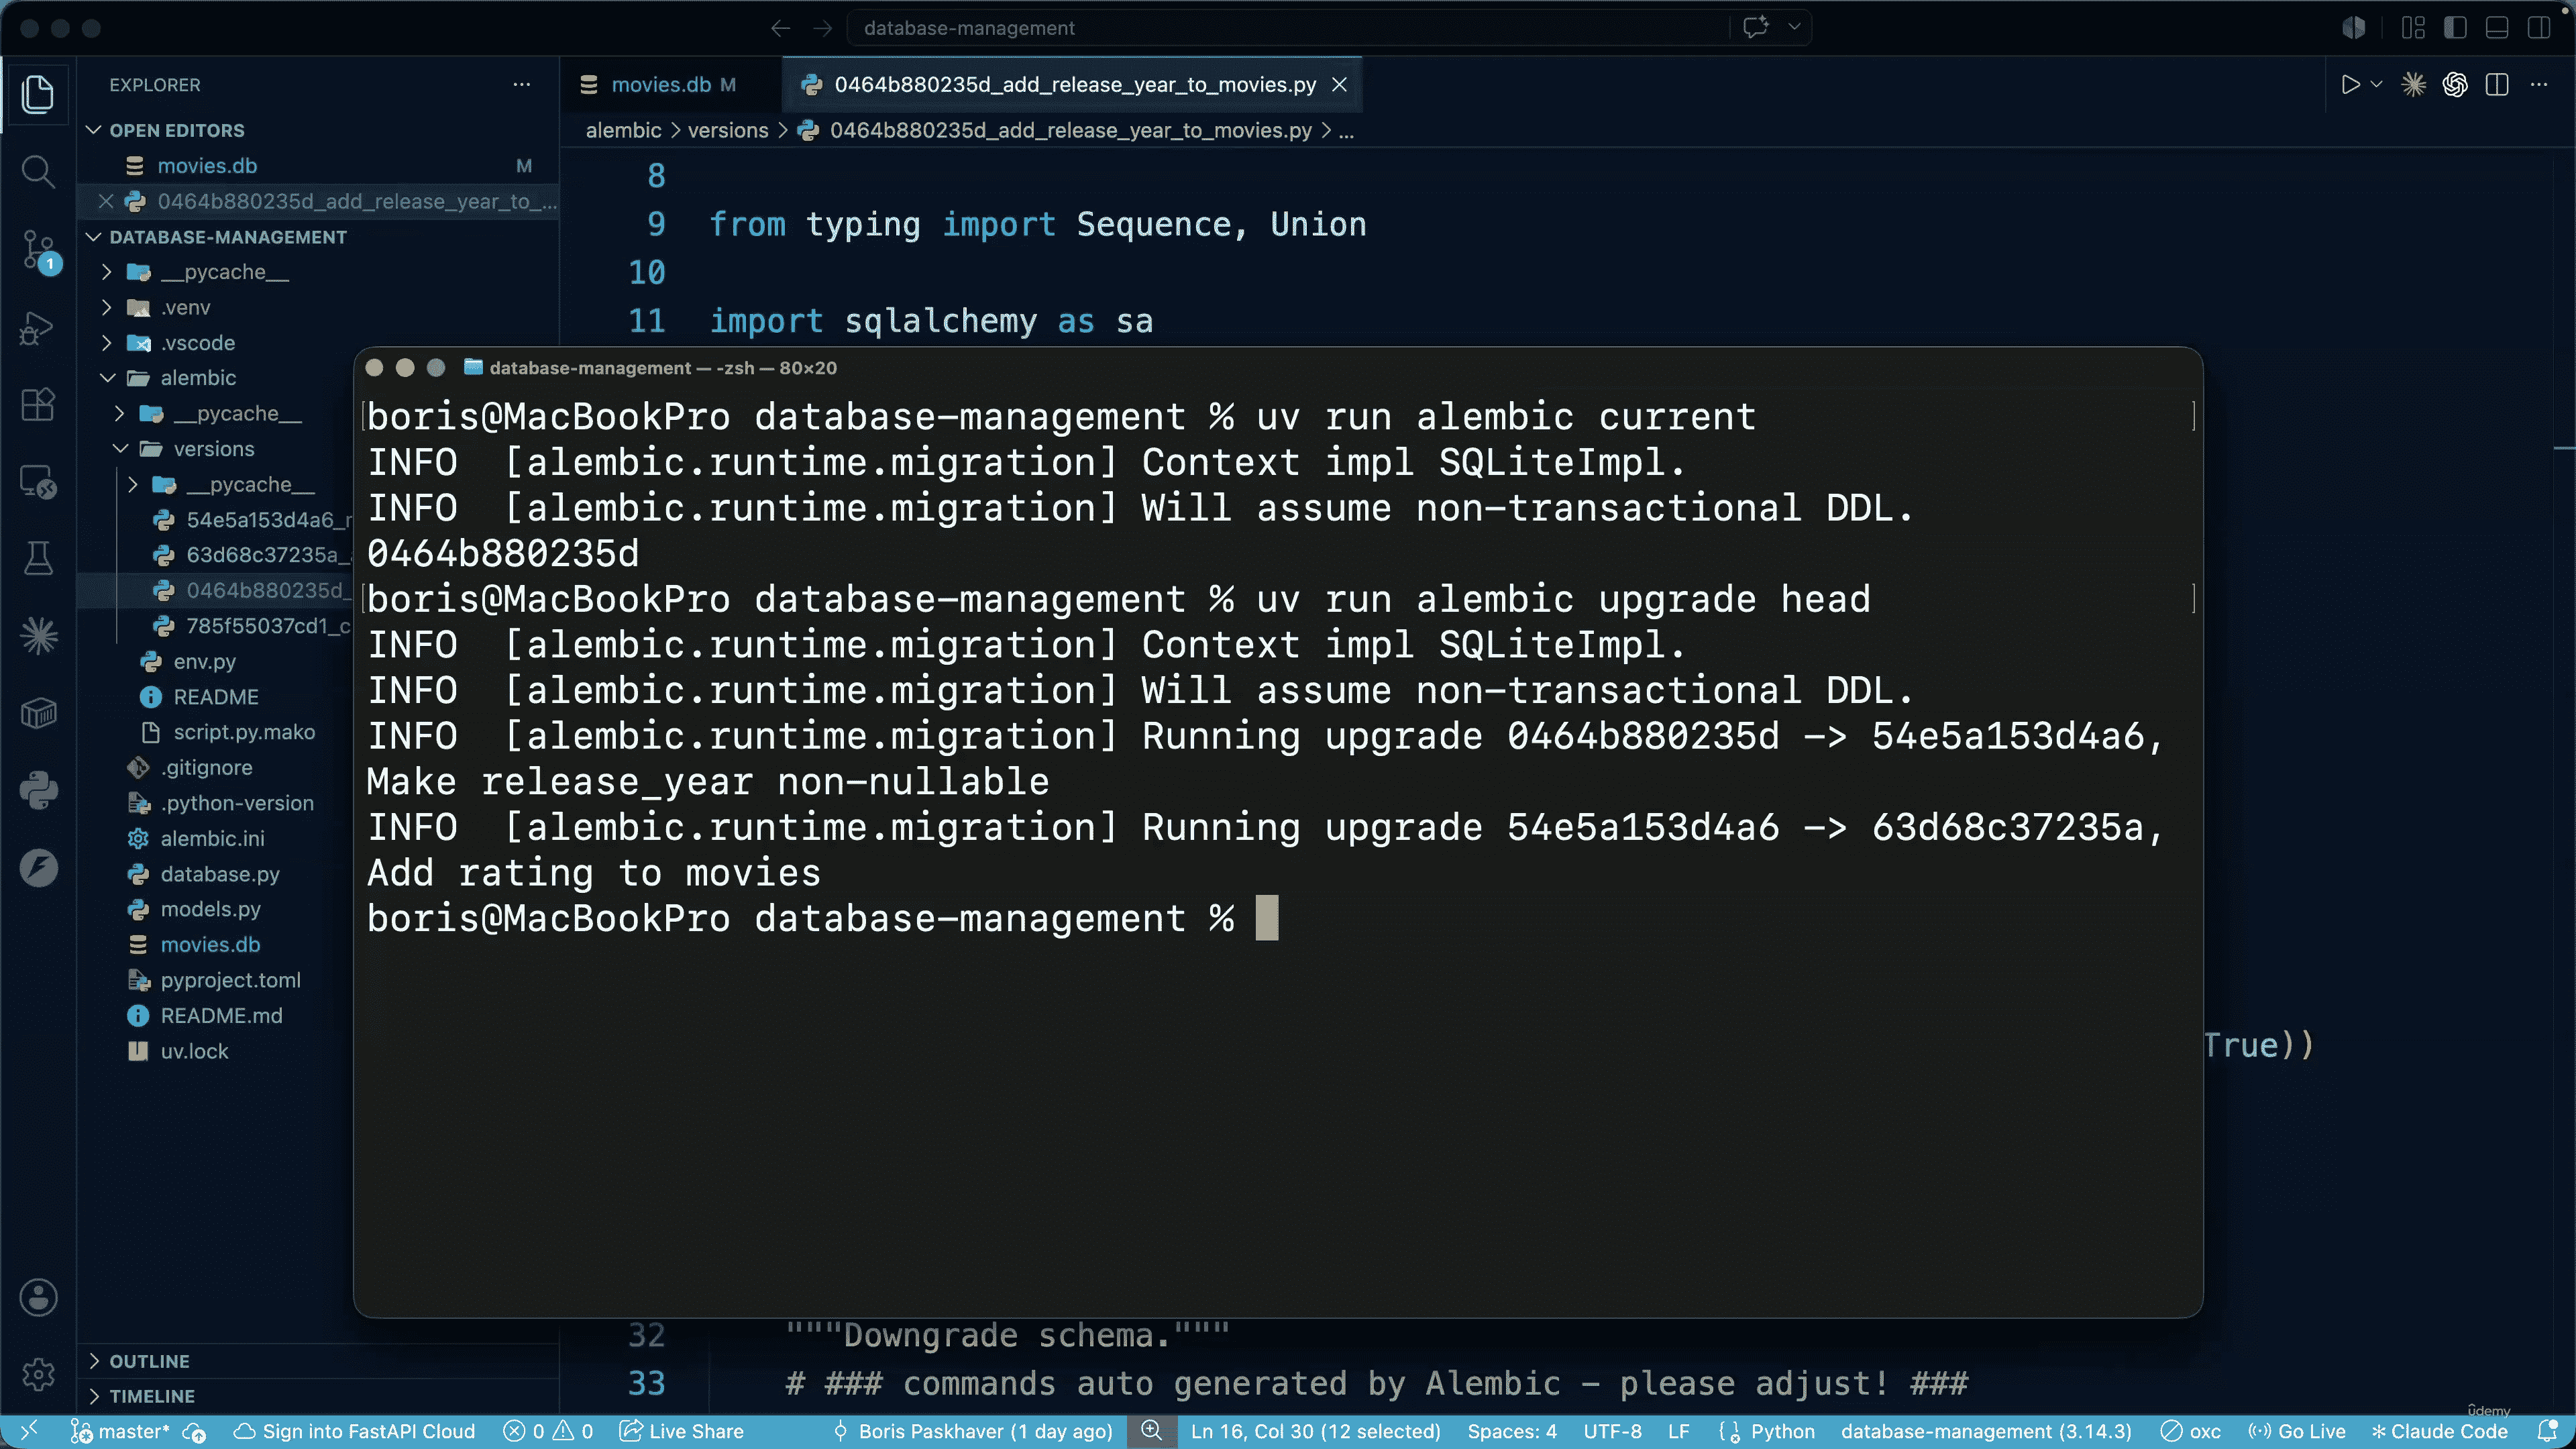 database-management
EXPLORER
movies.db M
0464b880235d_add_release_year_to_movies.py
OPEN EDITORS
alembic > versions > 0464b880235d_add_release_year_to_movies.py > ...
movies.db M
0464b880235d_add_release_year_to_...
DATABASE-MANAGEMENT
__pycache__
.venv
.vscode
alembic
__pycache__
versions
__pycache__
54e5a153d4a6_
63d68c37235a_
0464b880235d_
785f55037cd1_c
env.py
README
script.py.mako
.gitignore
.python-version
alembic.ini
database.py
models.py
movies.db
pyproject.toml
README.md
uv.lock
OUTLINE
TIMELINE
1
8
9 from typing import Sequence, Union
10
11 import sqlalchemy as sa
database-management — -zsh — 80×20
boris@MacBookPro database-management % uv run alembic current
INFO  [alembic.runtime.migration] Context impl SQLiteImpl.
INFO  [alembic.runtime.migration] Will assume non-transactional DDL.
0464b880235d
boris@MacBookPro database-management % uv run alembic upgrade head
INFO  [alembic.runtime.migration] Context impl SQLiteImpl.
INFO  [alembic.runtime.migration] Will assume non-transactional DDL.
INFO  [alembic.runtime.migration] Running upgrade 0464b880235d -> 54e5a153d4a6,
Make release_year non-nullable
INFO  [alembic.runtime.migration] Running upgrade 54e5a153d4a6 -> 63d68c37235a,
Add rating to movies
boris@MacBookPro database-management %
True))
32 """Downgrade schema."""
33 # ### commands auto generated by Alembic - please adjust! ###
udemy
master* Sign into FastAPI Cloud 0 0 Live Share Boris Paskhaver (1 day ago) Ln 16, Col 30 (12 selected) Spaces: 4 UTF-8 LF Python database-management (3.14.3) oxc Go Live Claude Code